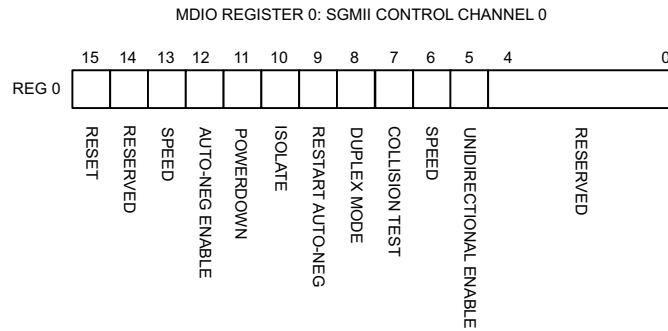 MDIO REGISTER 0: SGMII CONTROL CHANNEL 0
15 14 13 12 11 10 9 8 7 6 5 4 0
REG 0
RESET
RESERVED
SPEED
AUTO-NEG ENABLE
POWERDOWN
ISOLATE
RESTART AUTO-NEG
DUPLEX MODE
COLLISION TEST
SPEED
UNIDIRECTIONAL ENABLE
RESERVED